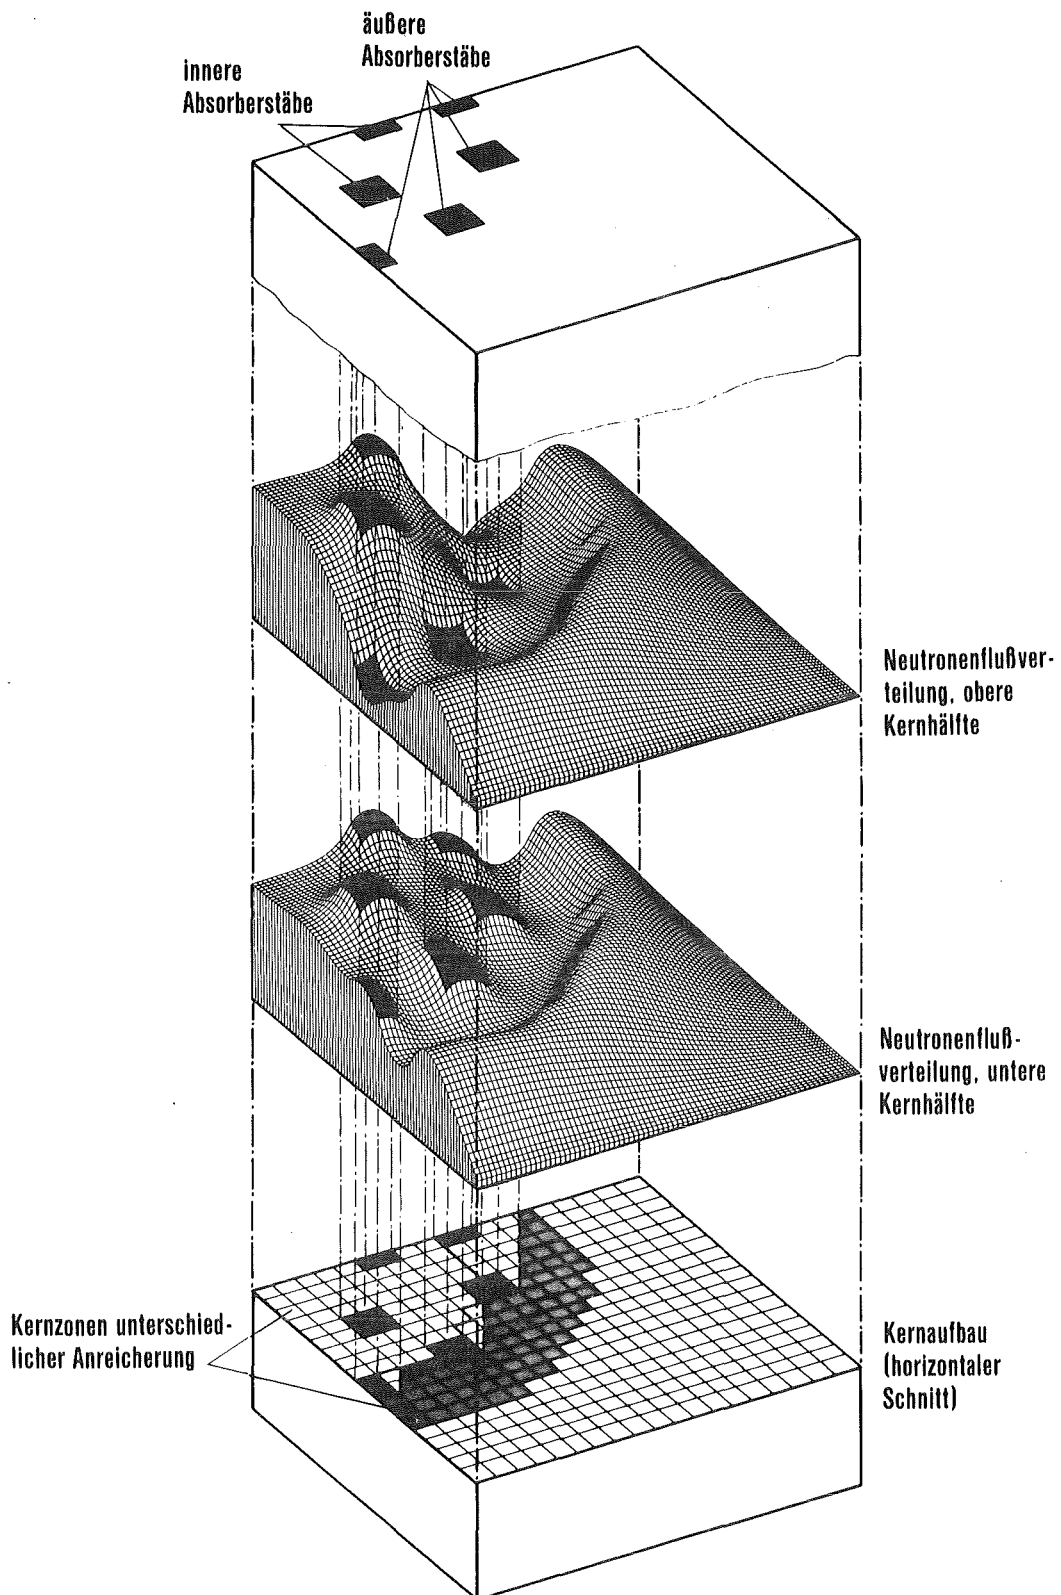 äußere
Absorberstäbe
innere
Absorberstäbe
Neutronenflußver-
teilung, obere
Kernhälfte
Neutronenfluß-
verteilung, untere
Kernhälfte
Kernzonen unterschied-
licher Anreicherung
Kernaufbau
(horizontaler
Schnitt)